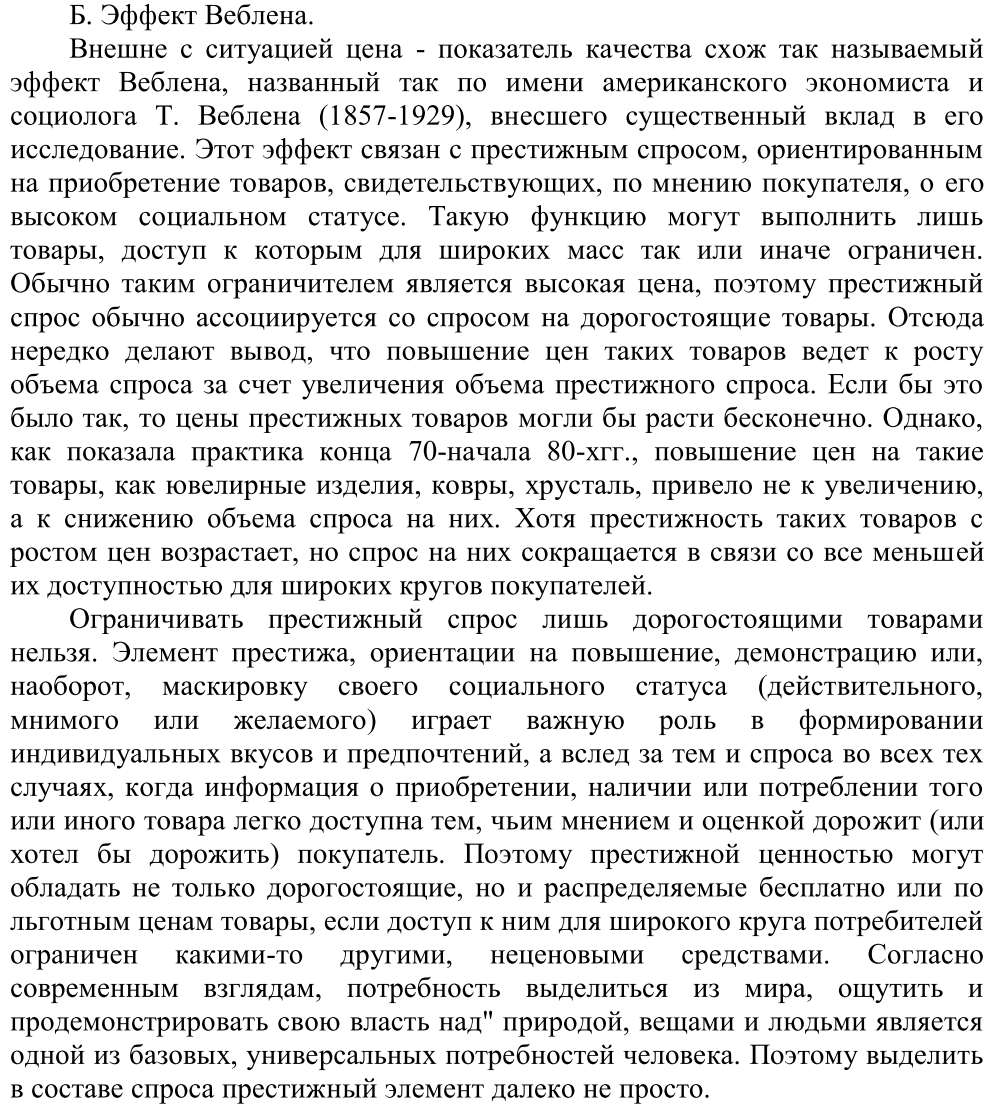 Б. Эффект Веблена.
Внешне с ситуацией цена - показатель качества схож так называемый
эффект Веблена, названный так по имени американского экономиста и
социолога Т. Веблена (1857-1929), внесшего существенный вклад в его
исследование. Этот эффект связан с престижным спросом, ориентированным
на приобретение товаров, свидетельствующих, по мнению покупателя, о его
высоком социальном статусе. Такую функцию могут выполнить лишь
товары, доступ к которым для широких масс так или иначе ограничен.
Обычно таким ограничителем является высокая цена, поэтому престижный
спрос обычно ассоциируется со спросом на дорогостоящие товары. Отсюда
нередко делают вывод, что повышение цен таких товаров ведет к росту
объема спроса за счет увеличения объема престижного спроса. Если бы это
было так, то цены престижных товаров могли бы расти бесконечно. Однако,
как показала практика конца 70-начала 80-хгг., повышение цен на такие
товары, как ювелирные изделия, ковры, хрусталь, привело не к увеличению,
а к снижению объема спроса на них. Хотя престижность таких товаров с
ростом цен возрастает, но спрос на них сокращается в связи со все меньшей
их доступностью для широких кругов покупателей.
Ограничивать престижный спрос лишь дорогостоящими товарами
нельзя. Элемент престижа, ориентации на повышение, демонстрацию или,
наоборот, маскировку своего социального статуса (действительного,
мнимого или желаемого) играет важную роль в формировании
индивидуальных вкусов и предпочтений, а вслед за тем и спроса во всех тех
случаях, когда информация о приобретении, наличии или потреблении того
или иного товара легко доступна тем, чьим мнением и оценкой дорожит (или
хотел бы дорожить) покупатель. Поэтому престижной ценностью могут
обладать не только дорогостоящие, но и распределяемые бесплатно или по
льготным ценам товары, если доступ к ним для широкого круга потребителей
ограничен какими-то другими, неценовыми средствами. Согласно
современным взглядам, потребность выделиться из мира, ощутить и
продемонстрировать свою власть над" природой, вещами и людьми является
одной из базовых, универсальных потребностей человека. Поэтому выделить
в составе спроса престижный элемент далеко не просто.